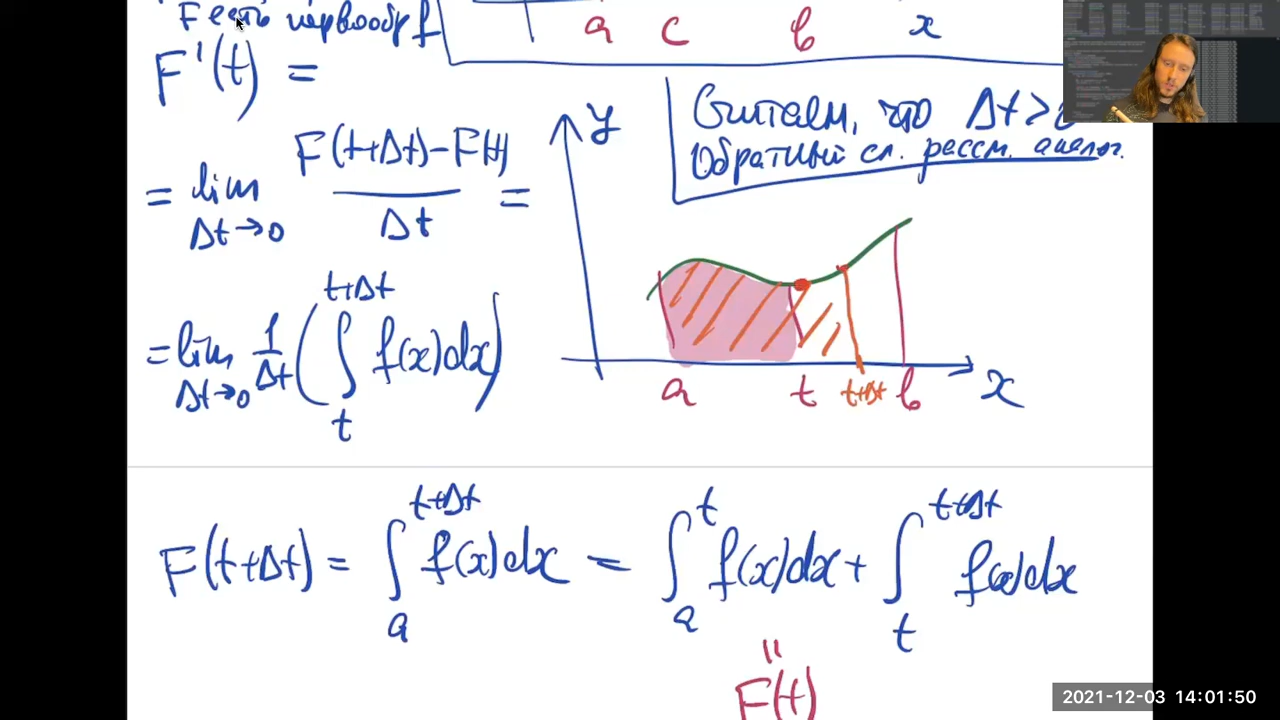 F есть первообр f
a c b x
F'(t) =
Считаем, что Δt>0
Обратный сл. рассм. аналог.
= lim Δt→0 F(t+Δt)-F(t) / Δt =
y
= lim Δt→0 1/Δt ( ∫ t t+Δt f(x)dx )
a t t+Δt b x
F(t+Δt) = ∫ a t+Δt f(x)dx = ∫ a t f(x)dx + ∫ t t+Δt f(x)dx
=
F(t)
2021-12-03 14:01:50